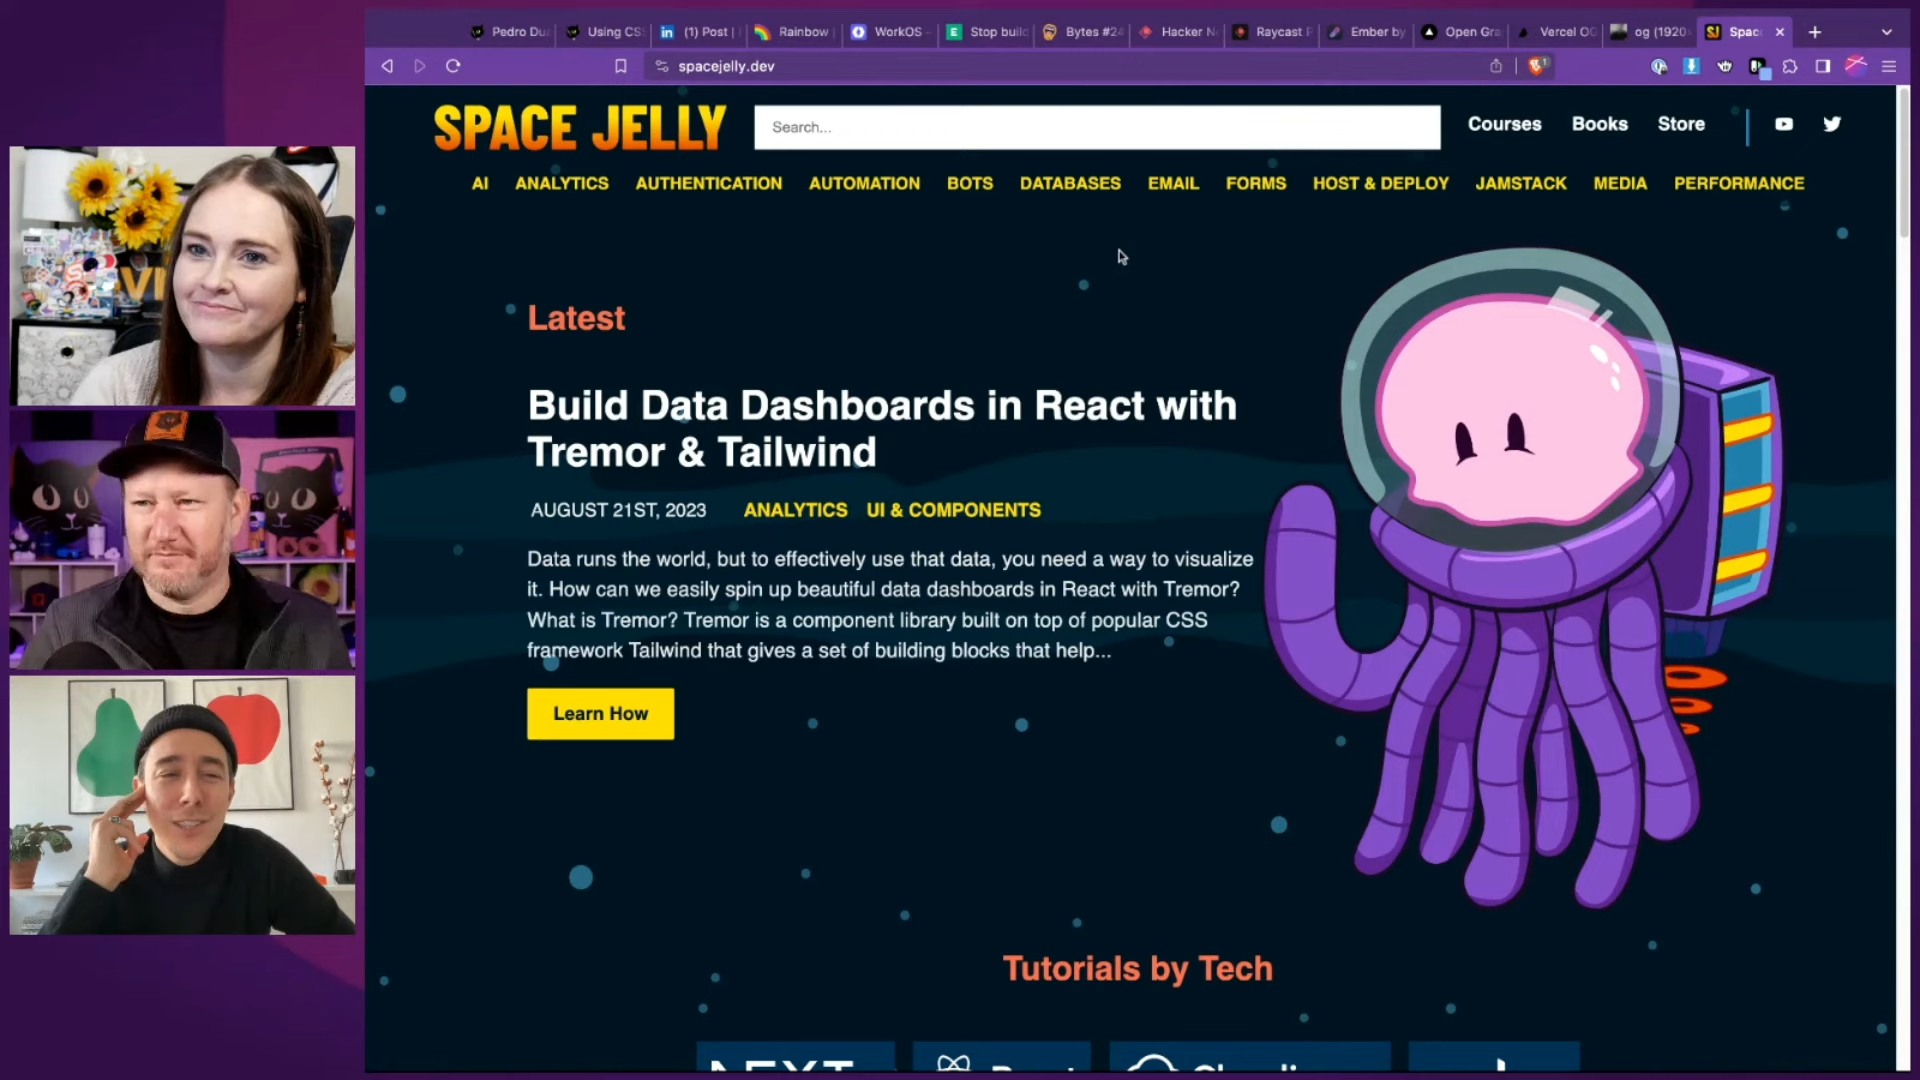 Pedro Du
Using CS
(1) Post |
Rainbow
WorkOS -
Stop buil
Bytes #24
Hacker N
Raycast
Ember by
Open Gra
Vercel OG
og (1920
Spac
spacejelly.dev
SPACE JELLY
Search...
Courses
Books
Store
AI
ANALYTICS
AUTHENTICATION
AUTOMATION
BOTS
DATABASES
EMAIL
FORMS
HOST & DEPLOY
JAMSTACK
MEDIA
PERFORMANCE
Latest
Build Data Dashboards in React with
Tremor & Tailwind
AUGUST 21ST, 2023 ANALYTICS UI & COMPONENTS
Data runs the world, but to effectively use that data, you need a way to visualize
it. How can we easily spin up beautiful data dashboards in React with Tremor?
What is Tremor? Tremor is a component library built on top of popular CSS
framework Tailwind that gives a set of building blocks that help...
Learn How
Tutorials by Tech
NEXT